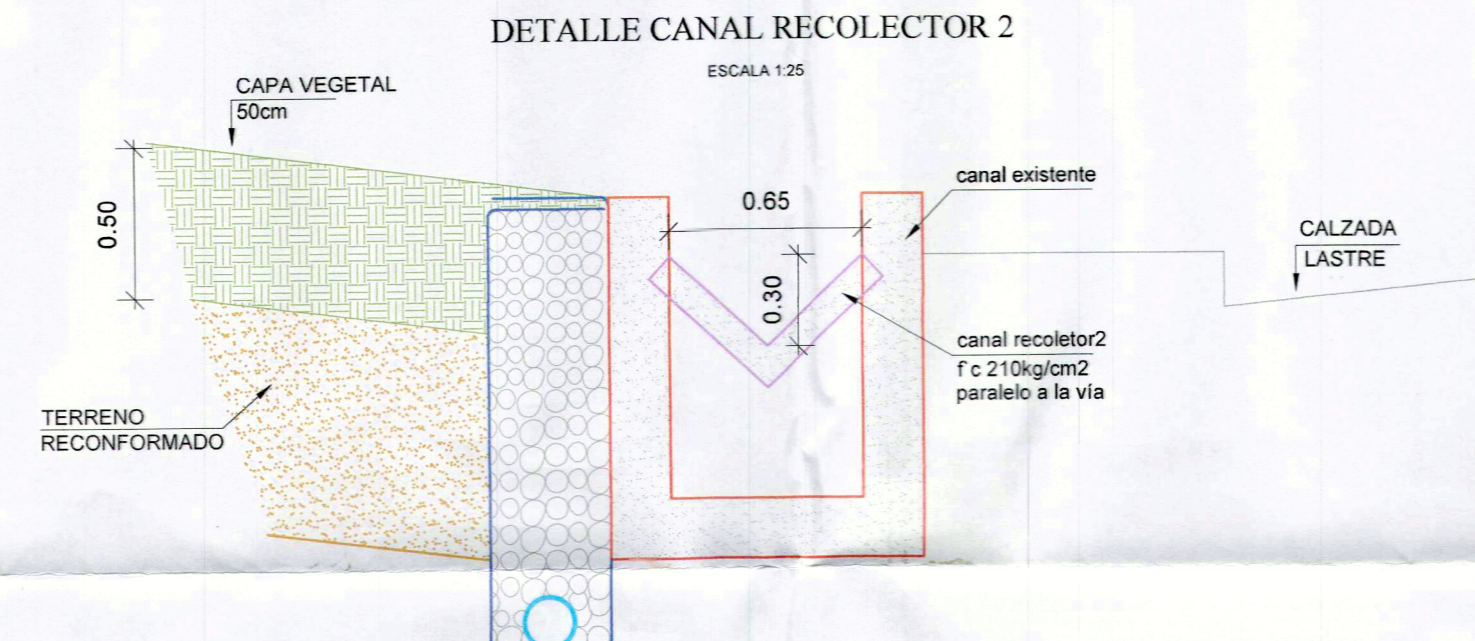 DETALLE CANAL RECOLECTOR 2
ESCALA 1:25
CAPA VEGETAL
50cm
0.50
0.65
0.30
canal existente
CALZADA
LASTRE
canal recoletor2
f´c 210kg/cm2
paralelo a la vía
TERRENO
RECONFORMADO